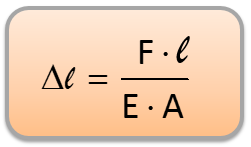 Δℓ = F · ℓ / E · A